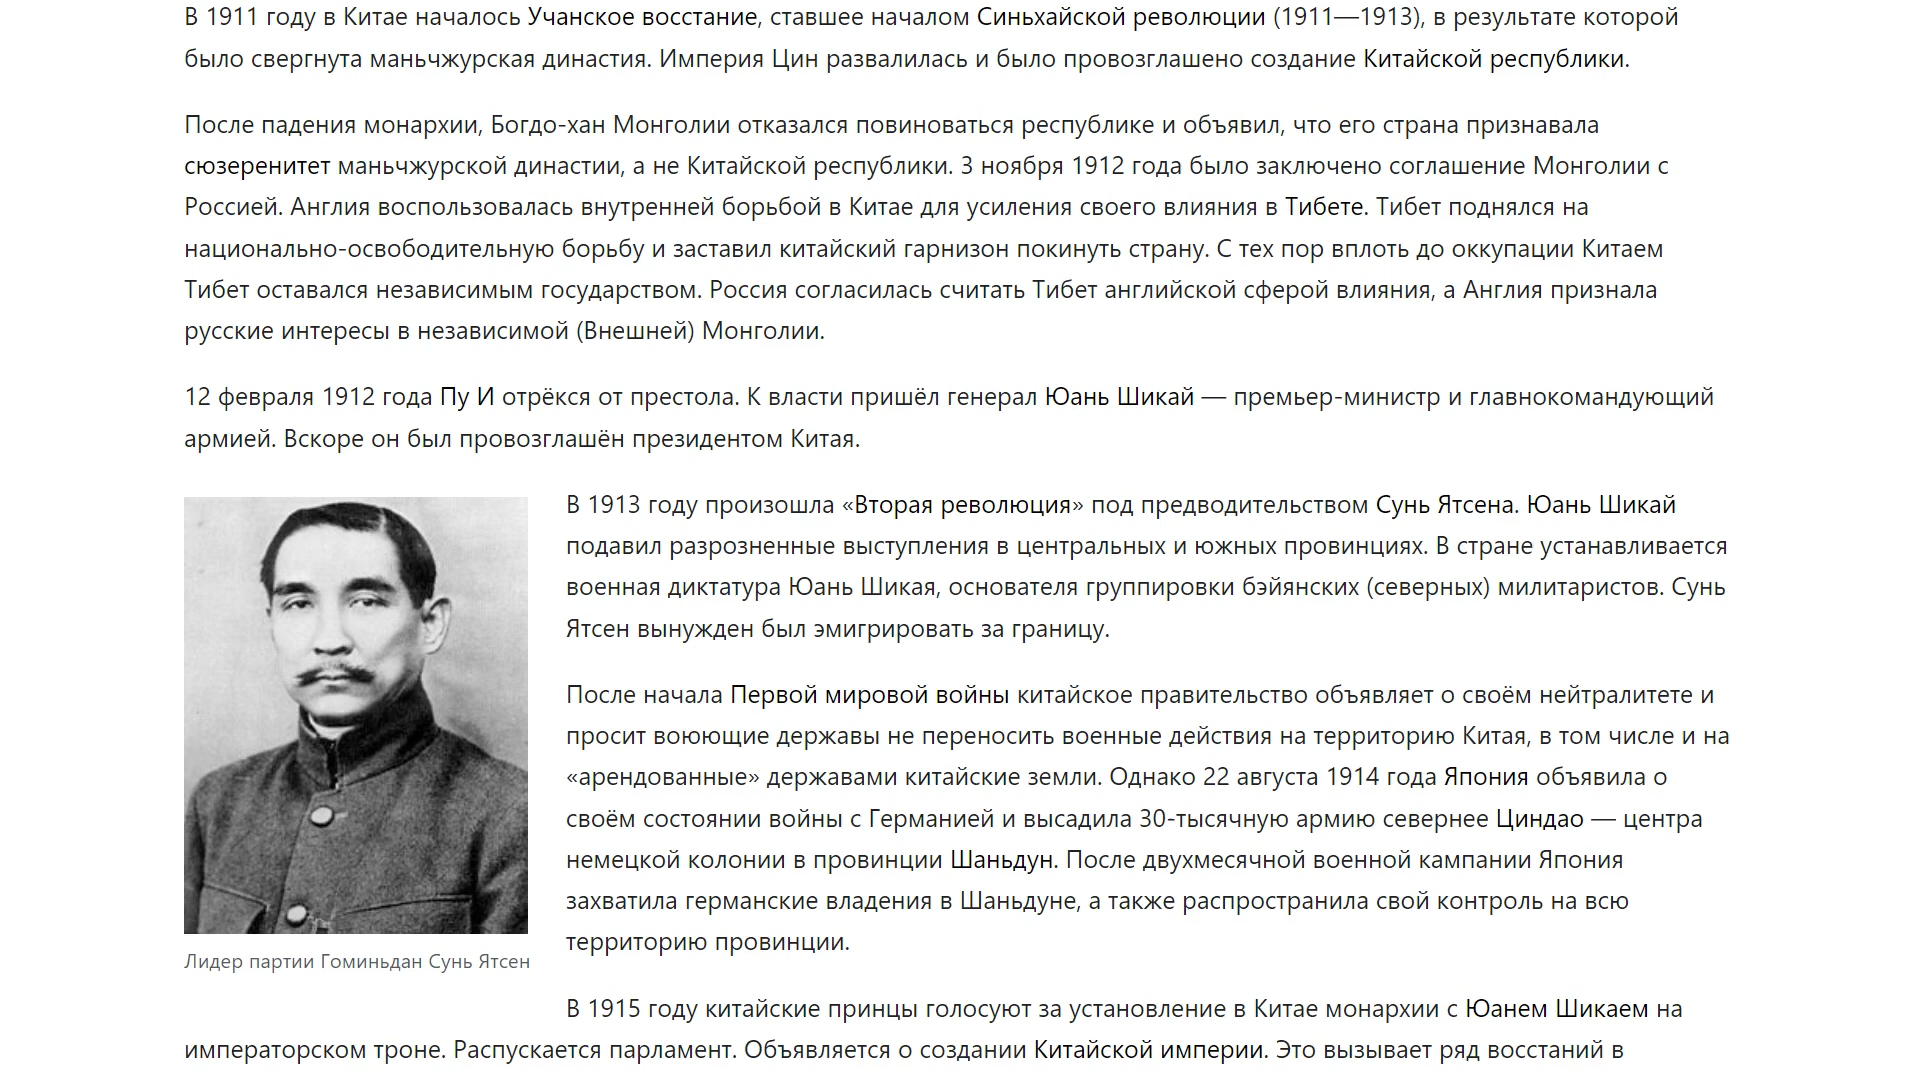 В 1911 году в Китае началось Учанское восстание, ставшее началом Синьхайской революции (1911—1913), в результате которой
было свергнута маньчжурская династия. Империя Цин развалилась и было провозглашено создание Китайской республики.
После падения монархии, Богдо-хан Монголии отказался повиноваться республике и объявил, что его страна признавала
сюзеренитет маньчжурской династии, а не Китайской республики. 3 ноября 1912 года было заключено соглашение Монголии с
Россией. Англия воспользовалась внутренней борьбой в Китае для усиления своего влияния в Тибете. Тибет поднялся на
национально-освободительную борьбу и заставил китайский гарнизон покинуть страну. С тех пор вплоть до оккупации Китаем
Тибет оставался независимым государством. Россия согласилась считать Тибет английской сферой влияния, а Англия признала
русские интересы в независимой (Внешней) Монголии.
12 февраля 1912 года Пу И отрёкся от престола. К власти пришёл генерал Юань Шикай — премьер-министр и главнокомандующий
армией. Вскоре он был провозглашён президентом Китая.
В 1913 году произошла «Вторая революция» под предводительством Сунь Ятсена. Юань Шикай
подавил разрозненные выступления в центральных и южных провинциях. В стране устанавливается
военная диктатура Юань Шикая, основателя группировки бэйянских (северных) милитаристов. Сунь
Ятсен вынужден был эмигрировать за границу.
После начала Первой мировой войны китайское правительство объявляет о своём нейтралитете и
просит воюющие державы не переносить военные действия на территорию Китая, в том числе и на
«арендованные» державами китайские земли. Однако 22 августа 1914 года Япония объявила о
своём состоянии войны с Германией и высадила 30-тысячную армию севернее Циндао — центра
немецкой колонии в провинции Шаньдун. После двухмесячной военной кампании Япония
захватила германские владения в Шаньдуне, а также распространила свой контроль на всю
территорию провинции.
Лидер партии Гоминьдан Сунь Ятсен
В 1915 году китайские принцы голосуют за установление в Китае монархии с Юанем Шикаем на
императорском троне. Распускается парламент. Объявляется о создании Китайской империи. Это вызывает ряд восстаний в